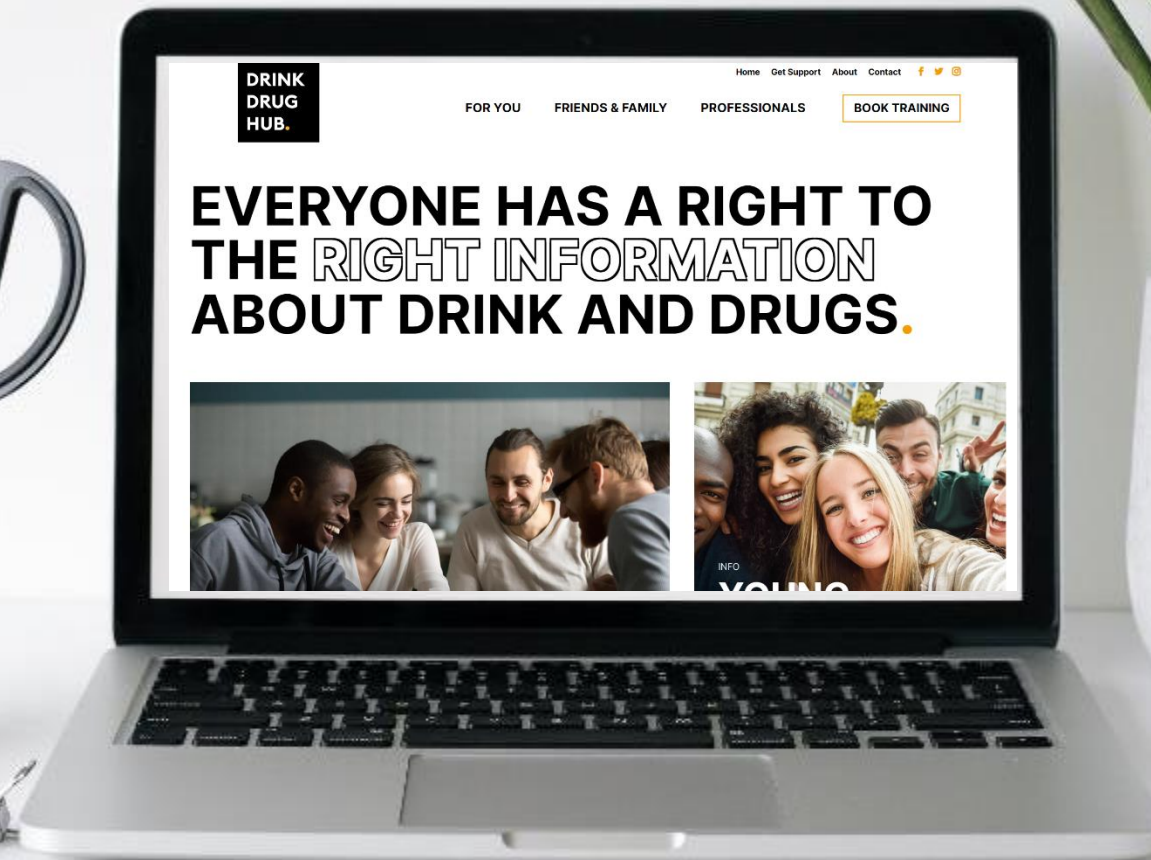 DRINK
DRUG
HUB.
Home Get Support About Contact
FOR YOU FRIENDS & FAMILY PROFESSIONALS BOOK TRAINING
EVERYONE HAS A RIGHT TO
THE RIGHT INFORMATION
ABOUT DRINK AND DRUGS.
INFO
YOUNG